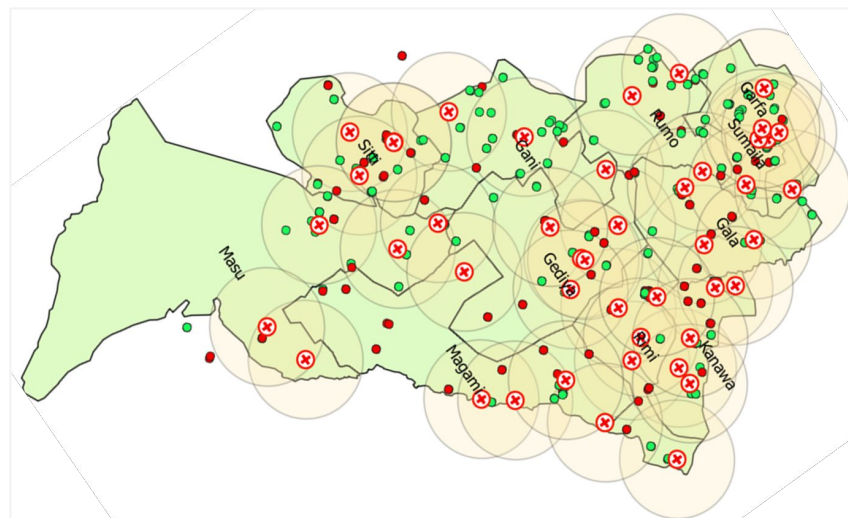 Garfa
Rumo
Sumaila
Sitti
Gani
Gala
Masu
Gediya
Rimi
Magami
Kanawa